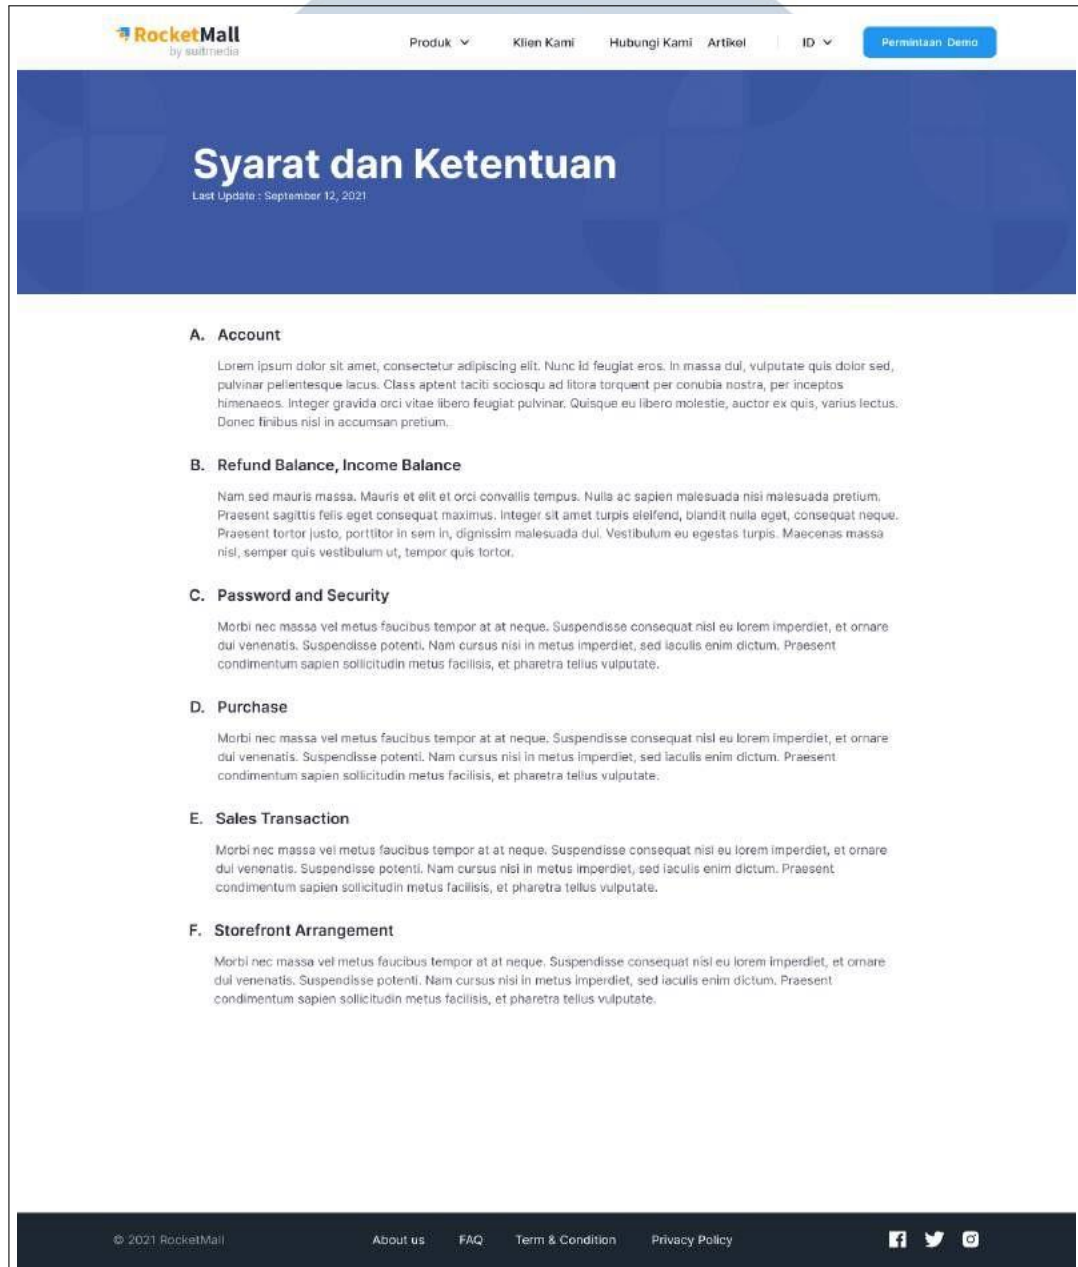 RocketMall
by suitmedia
Produk
Klien Kami
Hubungi Kami
Artikel
ID
Permintaan Demo
Syarat dan Ketentuan
Last Update : September 12, 2021
A. Account
Lorem ipsum dolor sit amet, consectetur adipiscing elit. Nunc id feugiat eros. In massa dui, vulputate quis dolor sed,
pulvinar pellentesque lacus. Class aptent taciti sociosqu ad litora torquent per conubia nostra, per inceptos
himenaeos. Integer gravida orci vitae libero feugiat pulvinar. Quisque eu libero molestie, auctor ex quis, varius lectus.
Donec finibus nisl in accumsan pretium.
B. Refund Balance, Income Balance
Nam sed mauris massa. Mauris et elit et orci convallis tempus. Nulla ac sapien malesuada nisi malesuada pretium.
Praesent sagittis felis eget consequat maximus. Integer sit amet turpis eleifend, blandit nulla eget, consequat neque.
Praesent tortor justo, porttitor in sem in, dignissim malesuada dui. Vestibulum eu egestas turpis. Maecenas massa
nisl, semper quis vestibulum ut, tempor quis tortor.
C. Password and Security
Morbi nec massa vel metus faucibus tempor at at neque. Suspendisse consequat nisl eu lorem imperdiet, et ornare
dui venenatis. Suspendisse potenti. Nam cursus nisi in metus imperdiet, sed iaculis enim dictum. Praesent
condimentum sapien sollicitudin metus facilisis, et pharetra tellus vulputate.
D. Purchase
Morbi nec massa vel metus faucibus tempor at at neque. Suspendisse consequat nisl eu lorem imperdiet, et ornare
dui venenatis. Suspendisse potenti. Nam cursus nisi in metus imperdiet, sed iaculis enim dictum. Praesent
condimentum sapien sollicitudin metus facilisis, et pharetra tellus vulputate.
E. Sales Transaction
Morbi nec massa vel metus faucibus tempor at at neque. Suspendisse consequat nisl eu lorem imperdiet, et ornare
dui venenatis. Suspendisse potenti. Nam cursus nisi in metus imperdiet, sed iaculis enim dictum. Praesent
condimentum sapien sollicitudin metus facilisis, et pharetra tellus vulputate.
F. Storefront Arrangement
Morbi nec massa vel metus faucibus tempor at at neque. Suspendisse consequat nisl eu lorem imperdiet, et ornare
dui venenatis. Suspendisse potenti. Nam cursus nisi in metus imperdiet, sed iaculis enim dictum. Praesent
condimentum sapien sollicitudin metus facilisis, et pharetra tellus vulputate.
© 2021 RocketMall
About us
FAQ
Term & Condition
Privacy Policy